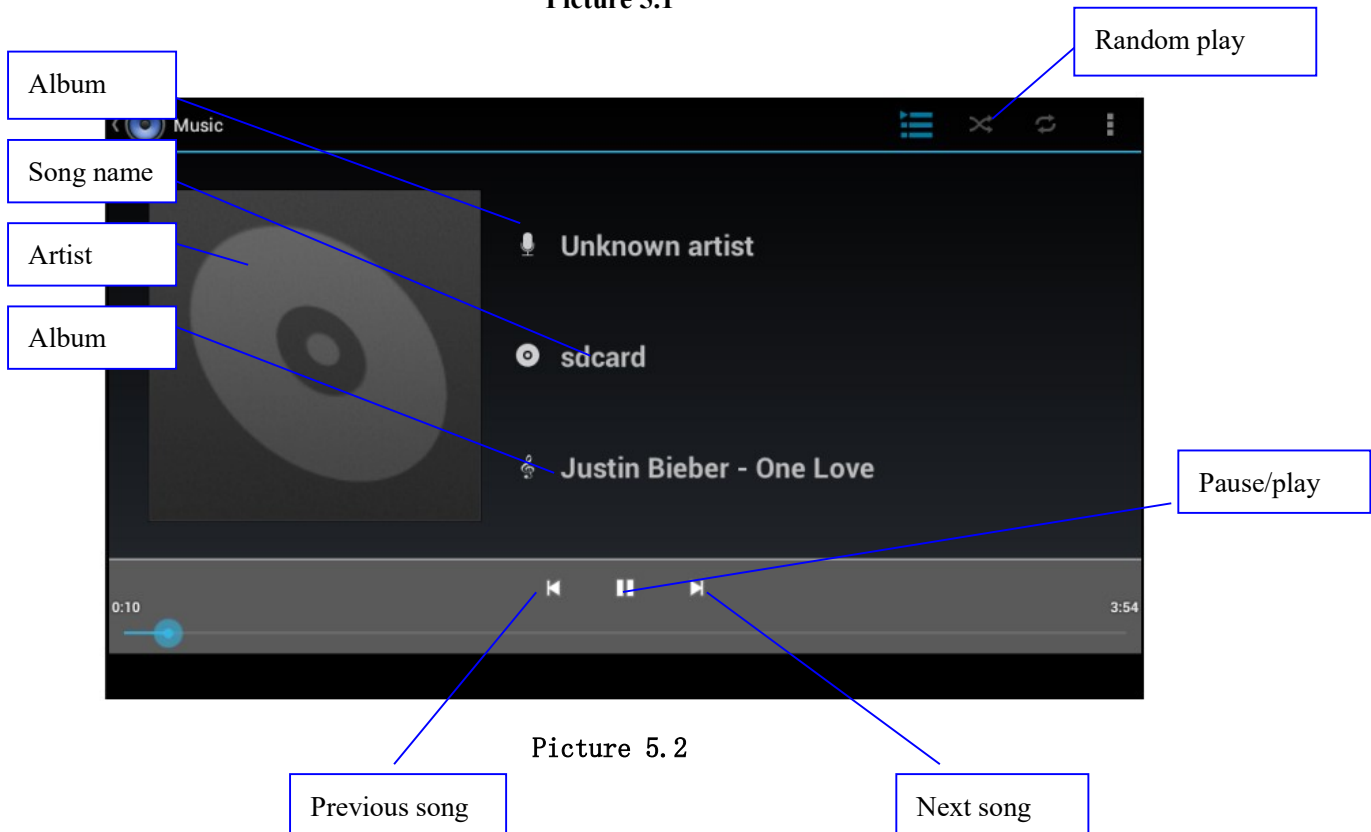 Picture 5.1
Random play
Album
Music
Song name
Artist
Unknown artist
Album
sdcard
Justin Bieber - One Love
Pause/play
0:10
3:54
Picture 5.2
Previous song
Next song